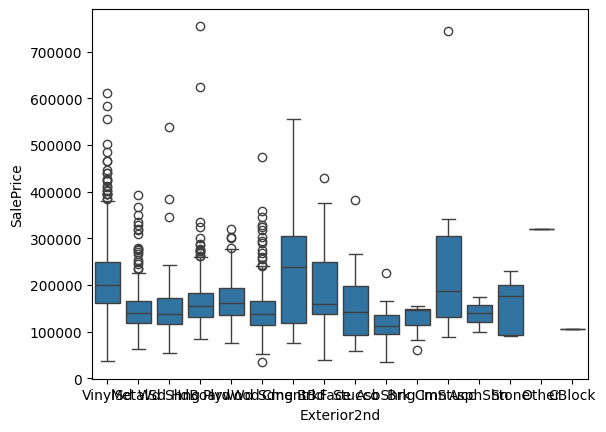 SalePrice
700000
600000
500000
400000
300000
200000
100000
0
VinylSd MetalSd Wd Shng HdBoard Plywood Wd Sdng CmentBd BrkFace Stucco AsbShng Brk Cmn ImStucc AsphShn Stone Other CBlock
Exterior2nd